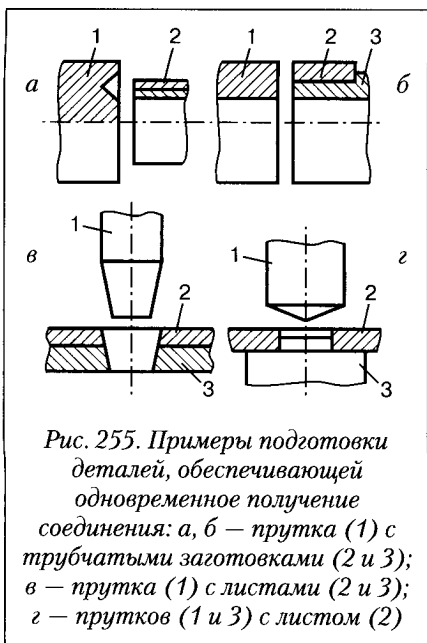 1 2 1 2 3
а б
в 1 2 3
г 1 2 3
Рис. 255. Примеры подготовки
деталей, обеспечивающей
одновременное получение
соединения: а, б — прутка (1) с
трубчатыми заготовками (2 и 3);
в — прутка (1) с листами (2 и 3);
г — прутков (1 и 3) с листом (2)